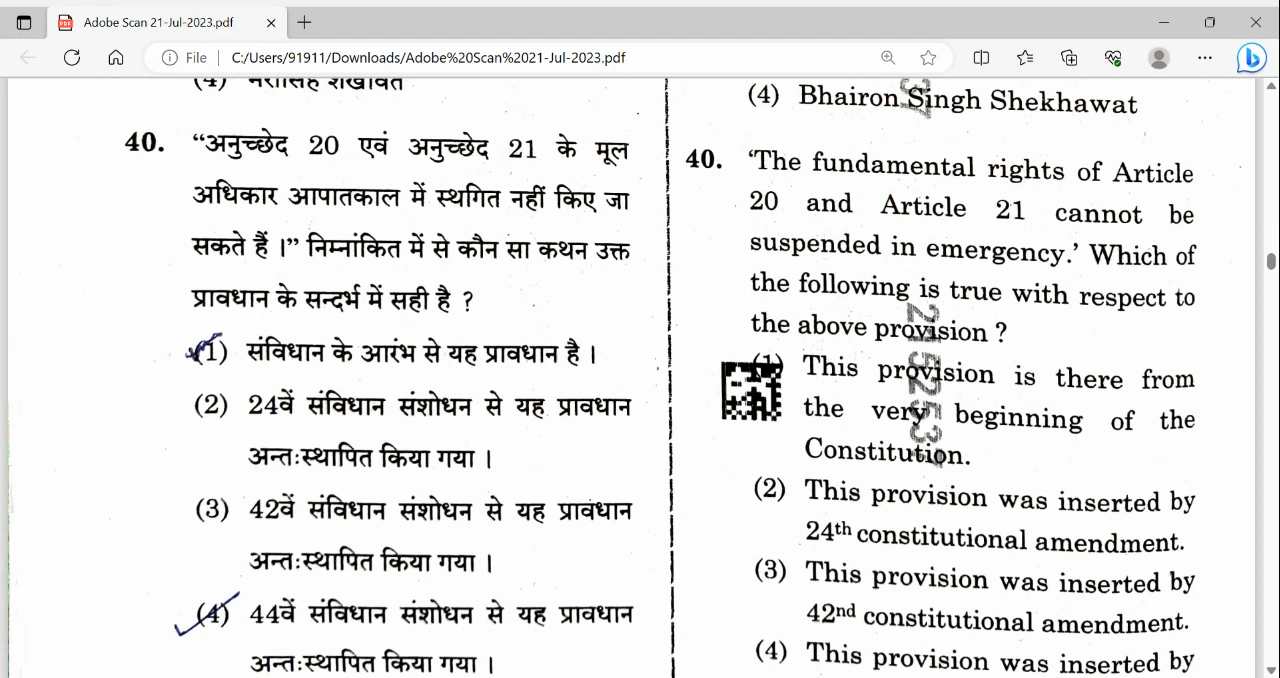 Adobe Scan 21-Jul-2023.pdf
File
C:/Users/91911/Downloads/Adobe%20Scan%2021-Jul-2023.pdf
40. “अनुच्छेद 20 एवं अनुच्छेद 21 के मूल
अधिकार आपातकाल में स्थगित नहीं किए जा
सकते हैं ।” निम्नांकित में से कौन सा कथन उक्त
प्रावधान के सन्दर्भ में सही है ?
(1) संविधान के आरंभ से यह प्रावधान है ।
(2) 24वें संविधान संशोधन से यह प्रावधान
अन्तःस्थापित किया गया ।
(3) 42वें संविधान संशोधन से यह प्रावधान
अन्तःस्थापित किया गया ।
(4) 44वें संविधान संशोधन से यह प्रावधान
अन्तःस्थापित किया गया ।
(4) Bhairon Singh Shekhawat
40. ‘The fundamental rights of Article
20 and Article 21 cannot be
suspended in emergency.’ Which of
the following is true with respect to
the above provision ?
(1) This provision is there from
the very beginning of the
Constitution.
(2) This provision was inserted by
24th constitutional amendment.
(3) This provision was inserted by
42nd constitutional amendment.
(4) This provision was inserted by